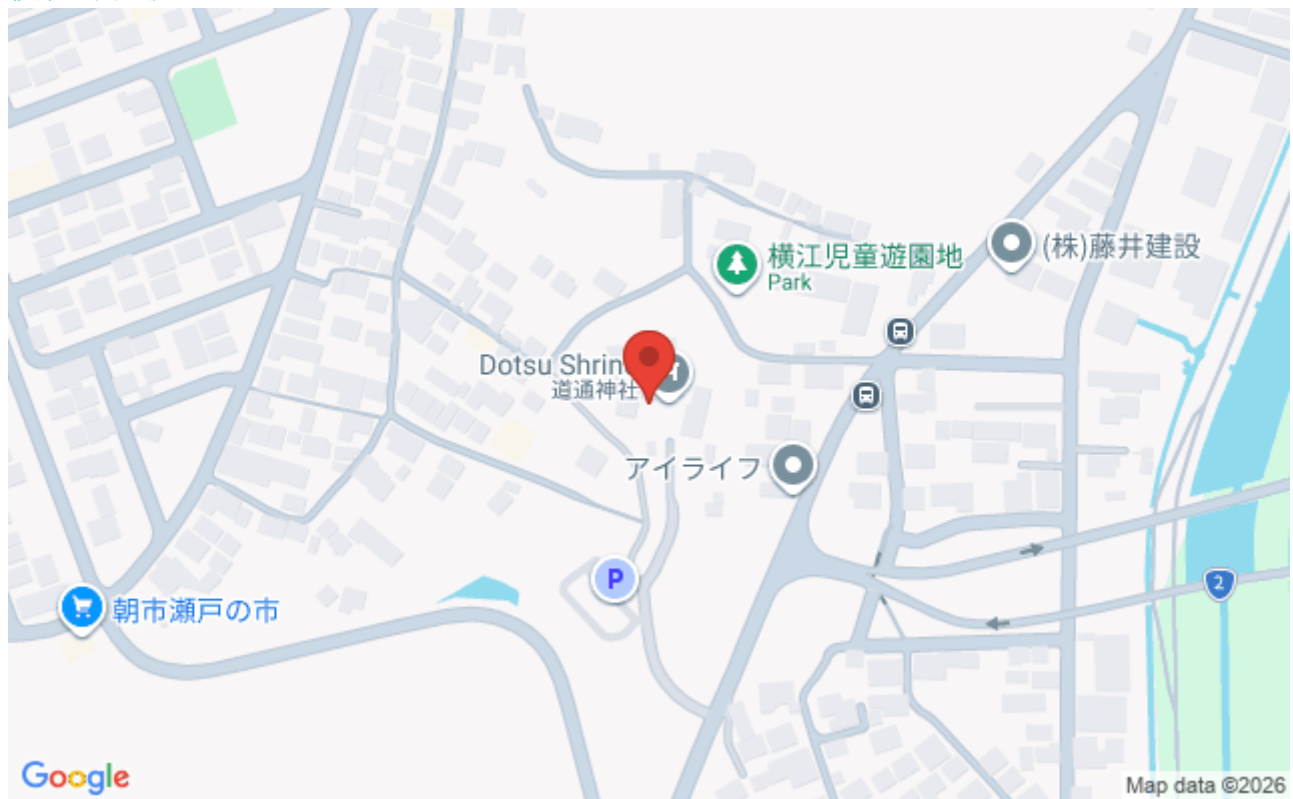 横江児童遊園地
Park
(株)藤井建設
Dotsu Shrin
道通神社
アイライフ
P
2
朝市瀬戸の市
Google
Map data ©2026